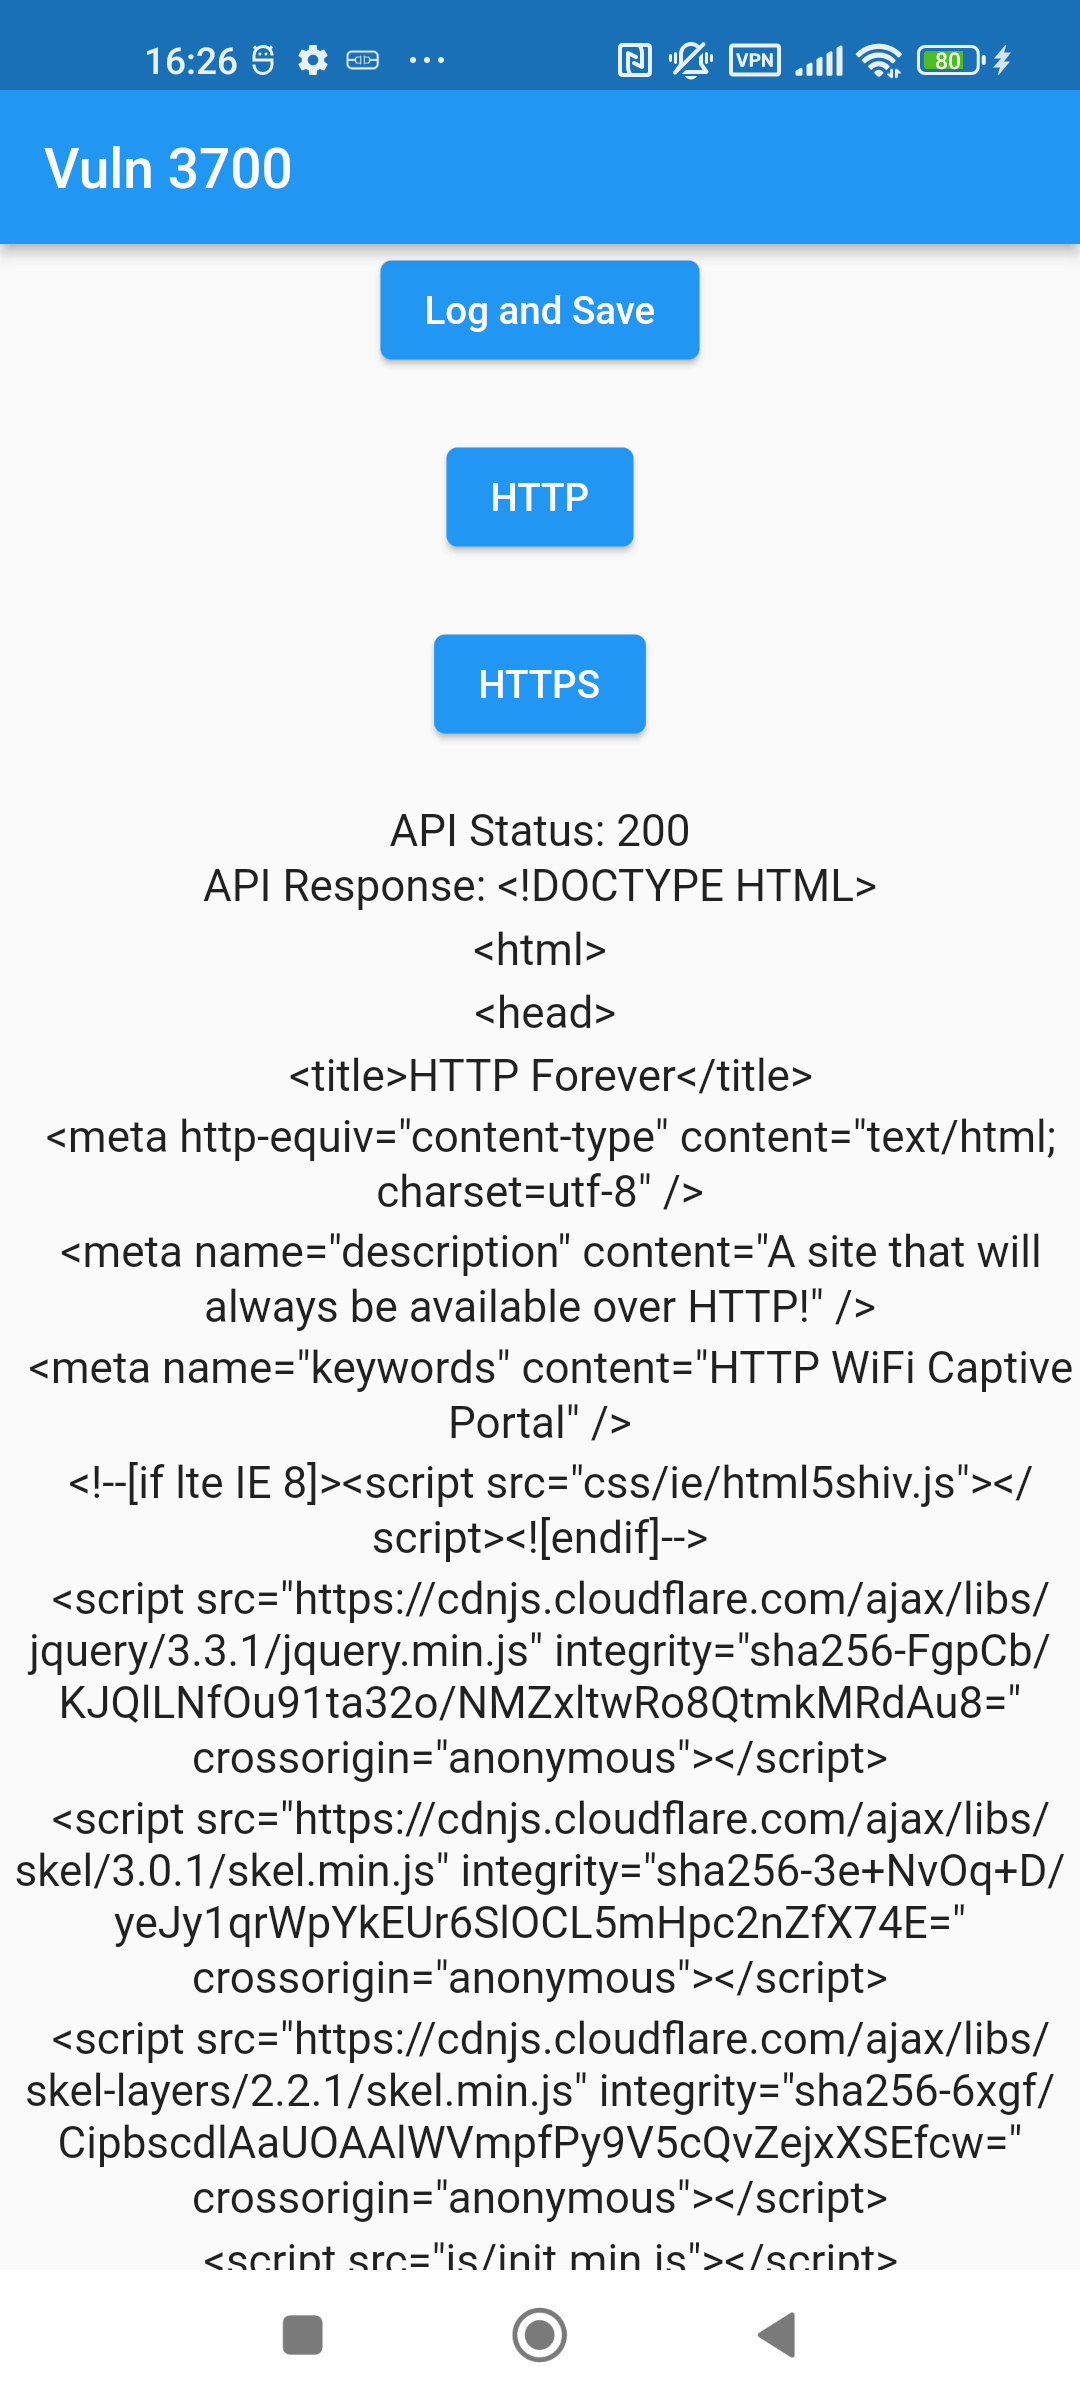 16:26
VPN
80
Vuln 3700
Log and Save
HTTP
HTTPS
API Status: 200
API Response: <!DOCTYPE HTML>
<html>
<head>
<title>HTTP Forever</title>
<meta http-equiv="content-type" content="text/html;
charset=utf-8" />
<meta name="description" content="A site that will
always be available over HTTP!" />
<meta name="keywords" content="HTTP WiFi Captive
Portal" />
<!--[if lte IE 8]><script src="css/ie/html5shiv.js"></
script><![endif]-->
<script src="https://cdnjs.cloudflare.com/ajax/libs/
jquery/3.3.1/jquery.min.js" integrity="sha256-FgpCb/
KJQlLNfOu91ta32o/NMZxltwRo8QtmkMRdAu8="
crossorigin="anonymous"></script>
<script src="https://cdnjs.cloudflare.com/ajax/libs/
skel/3.0.1/skel.min.js" integrity="sha256-3e+NvOq+D/
yeJy1qrWpYkEUr6SlOCL5mHpc2nZfX74E="
crossorigin="anonymous"></script>
<script src="https://cdnjs.cloudflare.com/ajax/libs/
skel-layers/2.2.1/skel.min.js" integrity="sha256-6xgf/
CipbscdlAaUOAAlWVmpfPy9V5cQvZejxXSEfcw="
crossorigin="anonymous"></script>
<script src="js/init.min.js"></script>